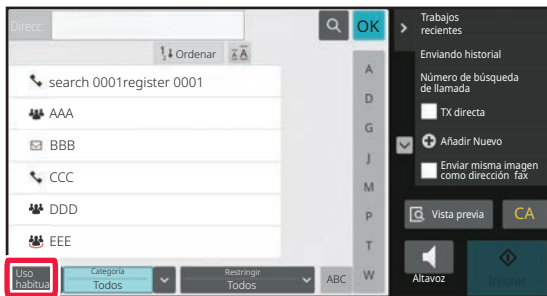 Direcc.
OK
Ordenar
search 0001register 0001
AAA
BBB
CCC
DDD
EEE
A
D
G
J
M
P
T
W
Uso
habitual
Categoría
Todos
Restringir
Todos
ABC
Trabajos
recientes
Enviando historial
Número de búsqueda
de llamada
TX directa
Añadir Nuevo
Enviar misma imagen
como dirección fax
Vista previa
CA
Altavoz
Iniciar